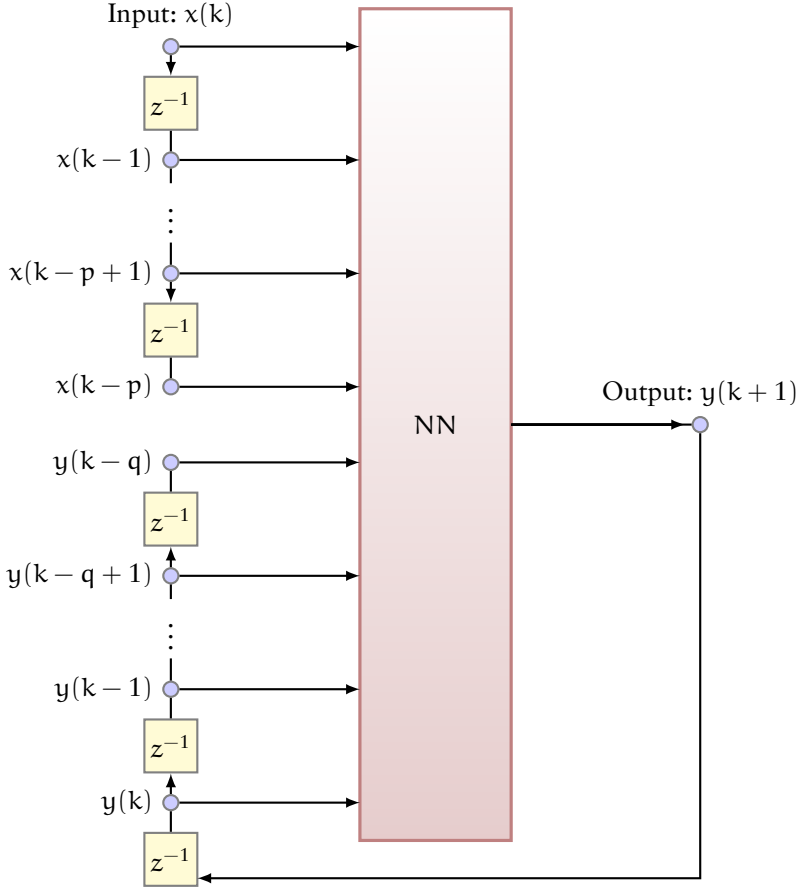 Input: x(k)
z⁻¹
x(k − 1)
⋮
x(k − p + 1)
z⁻¹
x(k − p)
Output: y(k + 1)
NN
y(k − q)
z⁻¹
y(k − q + 1)
⋮
y(k − 1)
z⁻¹
y(k)
z⁻¹